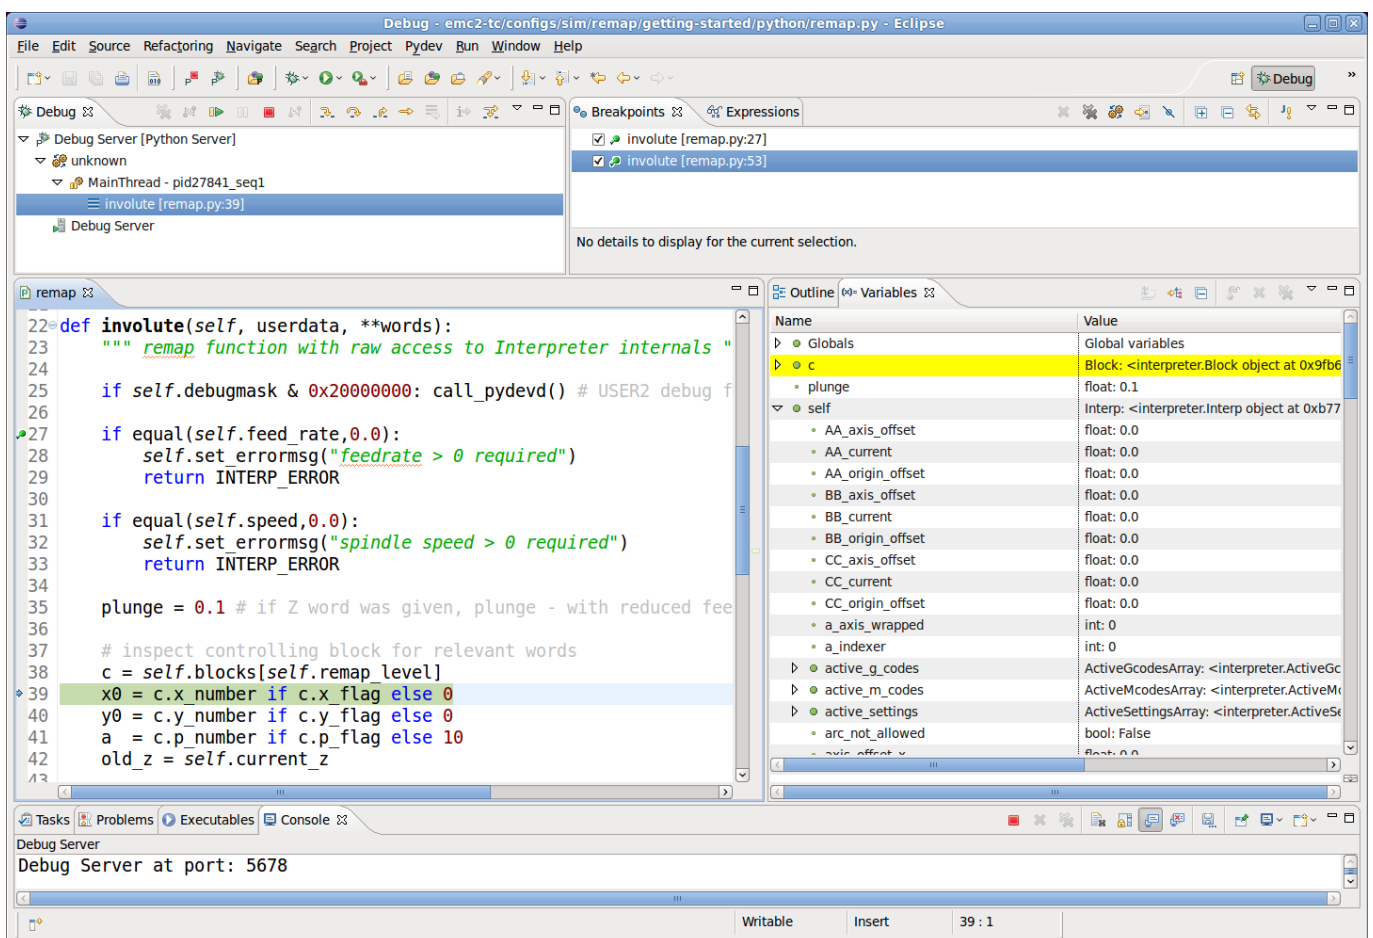 Debug - emc2-tc/configs/sim/remap/getting-started/python/remap.py - Eclipse
File Edit Source Refactoring Navigate Search Project Pydev Run Window Help
Debug »
Debug
Breakpoints Expressions
Debug Server [Python Server]
unknown
MainThread - pid27841_seq1
involute [remap.py:39]
Debug Server
involute [remap.py:27]
involute [remap.py:53]
No details to display for the current selection.
remap
22 def involute(self, userdata, **words):
23 """ remap function with raw access to Interpreter internals "
24
25 if self.debugmask & 0x20000000: call_pydevd() # USER2 debug f
26
27 if equal(self.feed_rate,0.0):
28 self.set_errormsg("feedrate > 0 required")
29 return INTERP_ERROR
30
31 if equal(self.speed,0.0):
32 self.set_errormsg("spindle speed > 0 required")
33 return INTERP_ERROR
34
35 plunge = 0.1 # if Z word was given, plunge - with reduced fee
36
37 # inspect controlling block for relevant words
38 c = self.blocks[self.remap_level]
39 x0 = c.x_number if c.x_flag else 0
40 y0 = c.y_number if c.y_flag else 0
41 a = c.p_number if c.p_flag else 10
42 old_z = self.current_z
43
Outline Variables
Name Value
Globals Global variables
c Block: <interpreter.Block object at 0x9fb6
plunge float: 0.1
self Interp: <interpreter.Interp object at 0xb77
AA_axis_offset float: 0.0
AA_current float: 0.0
AA_origin_offset float: 0.0
BB_axis_offset float: 0.0
BB_current float: 0.0
BB_origin_offset float: 0.0
CC_axis_offset float: 0.0
CC_current float: 0.0
CC_origin_offset float: 0.0
a_axis_wrapped int: 0
a_indexer int: 0
active_g_codes ActiveGcodesArray: <interpreter.ActiveGc
active_m_codes ActiveMcodesArray: <interpreter.ActiveMc
active_settings ActiveSettingsArray: <interpreter.ActiveSe
arc_not_allowed bool: False
axis_offset_x float: 0.0
Tasks Problems Executables Console
Debug Server
Debug Server at port: 5678
Writable Insert 39 : 1